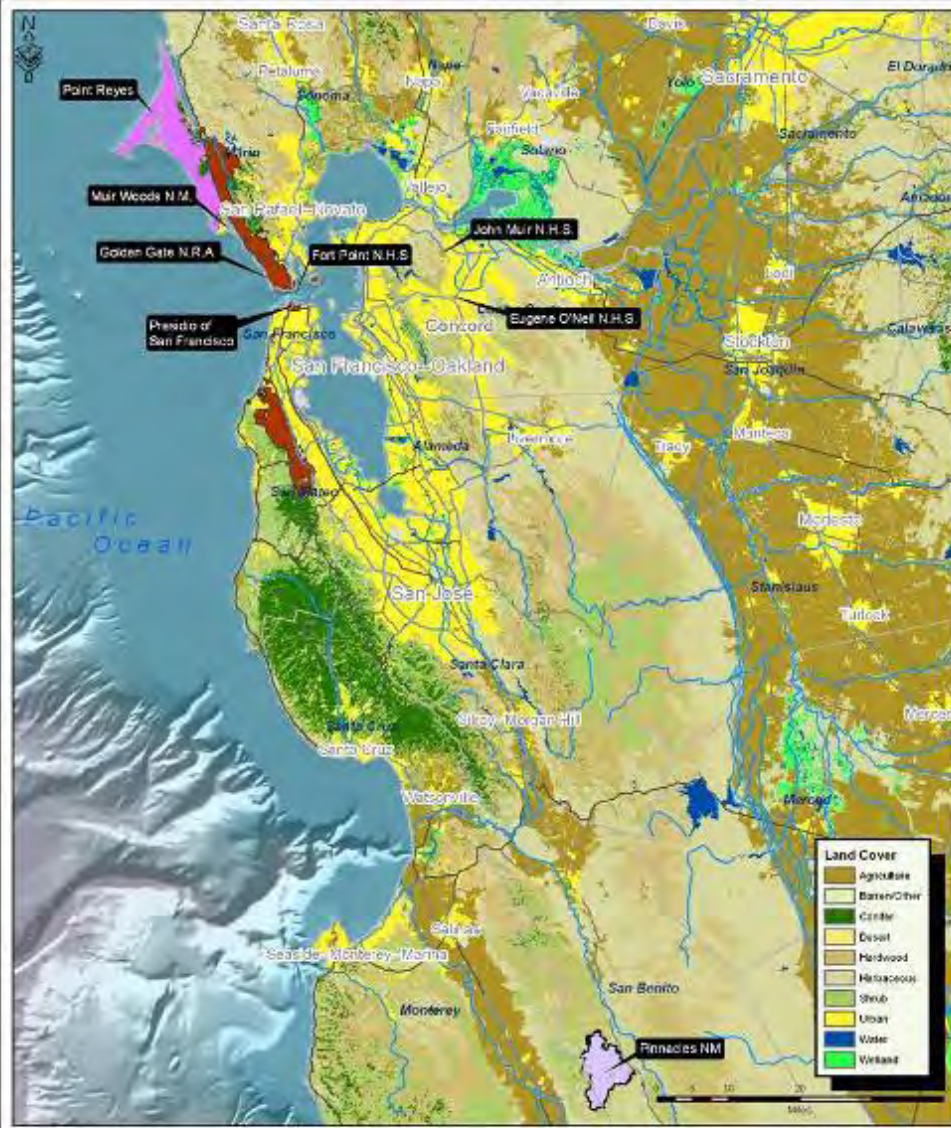 N
Santa Rosa
Davis
Petaluma
Napa
Napa
Yolo
Sacramento
El Dorado
Point Reyes
Sonoma
Vacaville
Fairfield
Solano
Sacramento
Marin
Vallejo
Muir Woods N.M.
San Rafael-Novato
John Muir N.H.S.
Golden Gate N.R.A.
Fort Point N.H.S
Antioch
Lodi
Presidio of
San Francisco
San Francisco
Concord
Eugene O'Neil N.H.S.
Stockton
Calaveras
San Francisco-Oakland
San Joaquin
Alameda
Livermore
Tracy
Manteca
San Mateo
Pacific
Ocean
Modesto
San Jose
Stanislaus
Turlock
Santa Clara
Gilroy-Morgan Hill
Merced
Santa Cruz
Santa Cruz
Watsonville
Merced
Land Cover
Agriculture
Barren/Other
Conifer
Desert
Hardwood
Herbaceous
Shrub
Urban
Water
Wetland
Salinas
Seaside-Monterey-Marina
San Benito
Monterey
Pinnacles NM
0 5 10 20
Miles